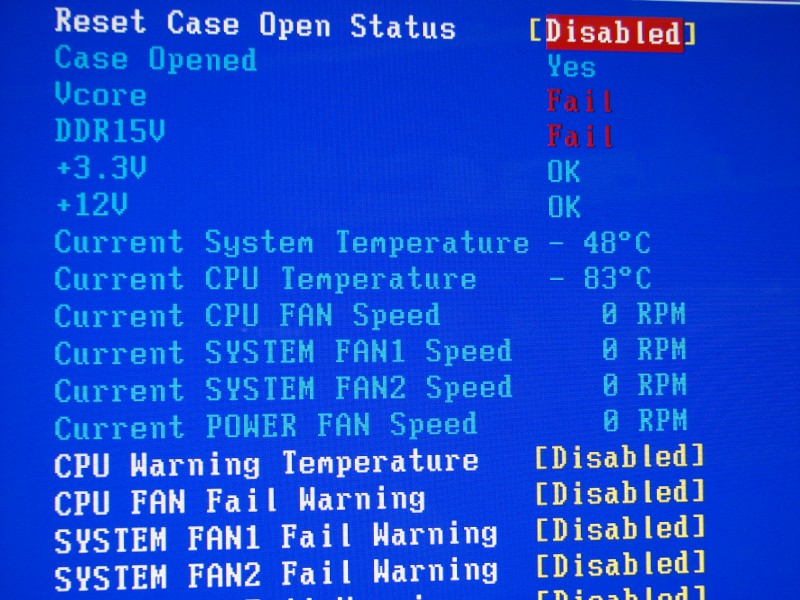 Reset Case Open Status [Disabled]
Case Opened Yes
Vcore Fail
DDR15V Fail
+3.3V OK
+12V OK
Current System Temperature - 48°C
Current CPU Temperature - 83°C
Current CPU FAN Speed 0 RPM
Current SYSTEM FAN1 Speed 0 RPM
Current SYSTEM FAN2 Speed 0 RPM
Current POWER FAN Speed 0 RPM
CPU Warning Temperature [Disabled]
CPU FAN Fail Warning [Disabled]
SYSTEM FAN1 Fail Warning [Disabled]
SYSTEM FAN2 Fail Warning [Disabled]